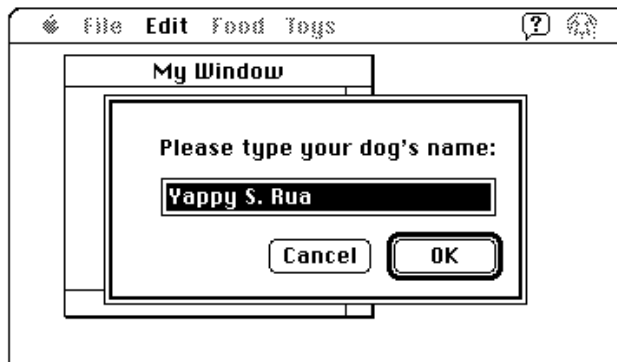 File Edit Food Toys ?
My Window
Please type your dog's name:
Yappy S. Rua
Cancel OK